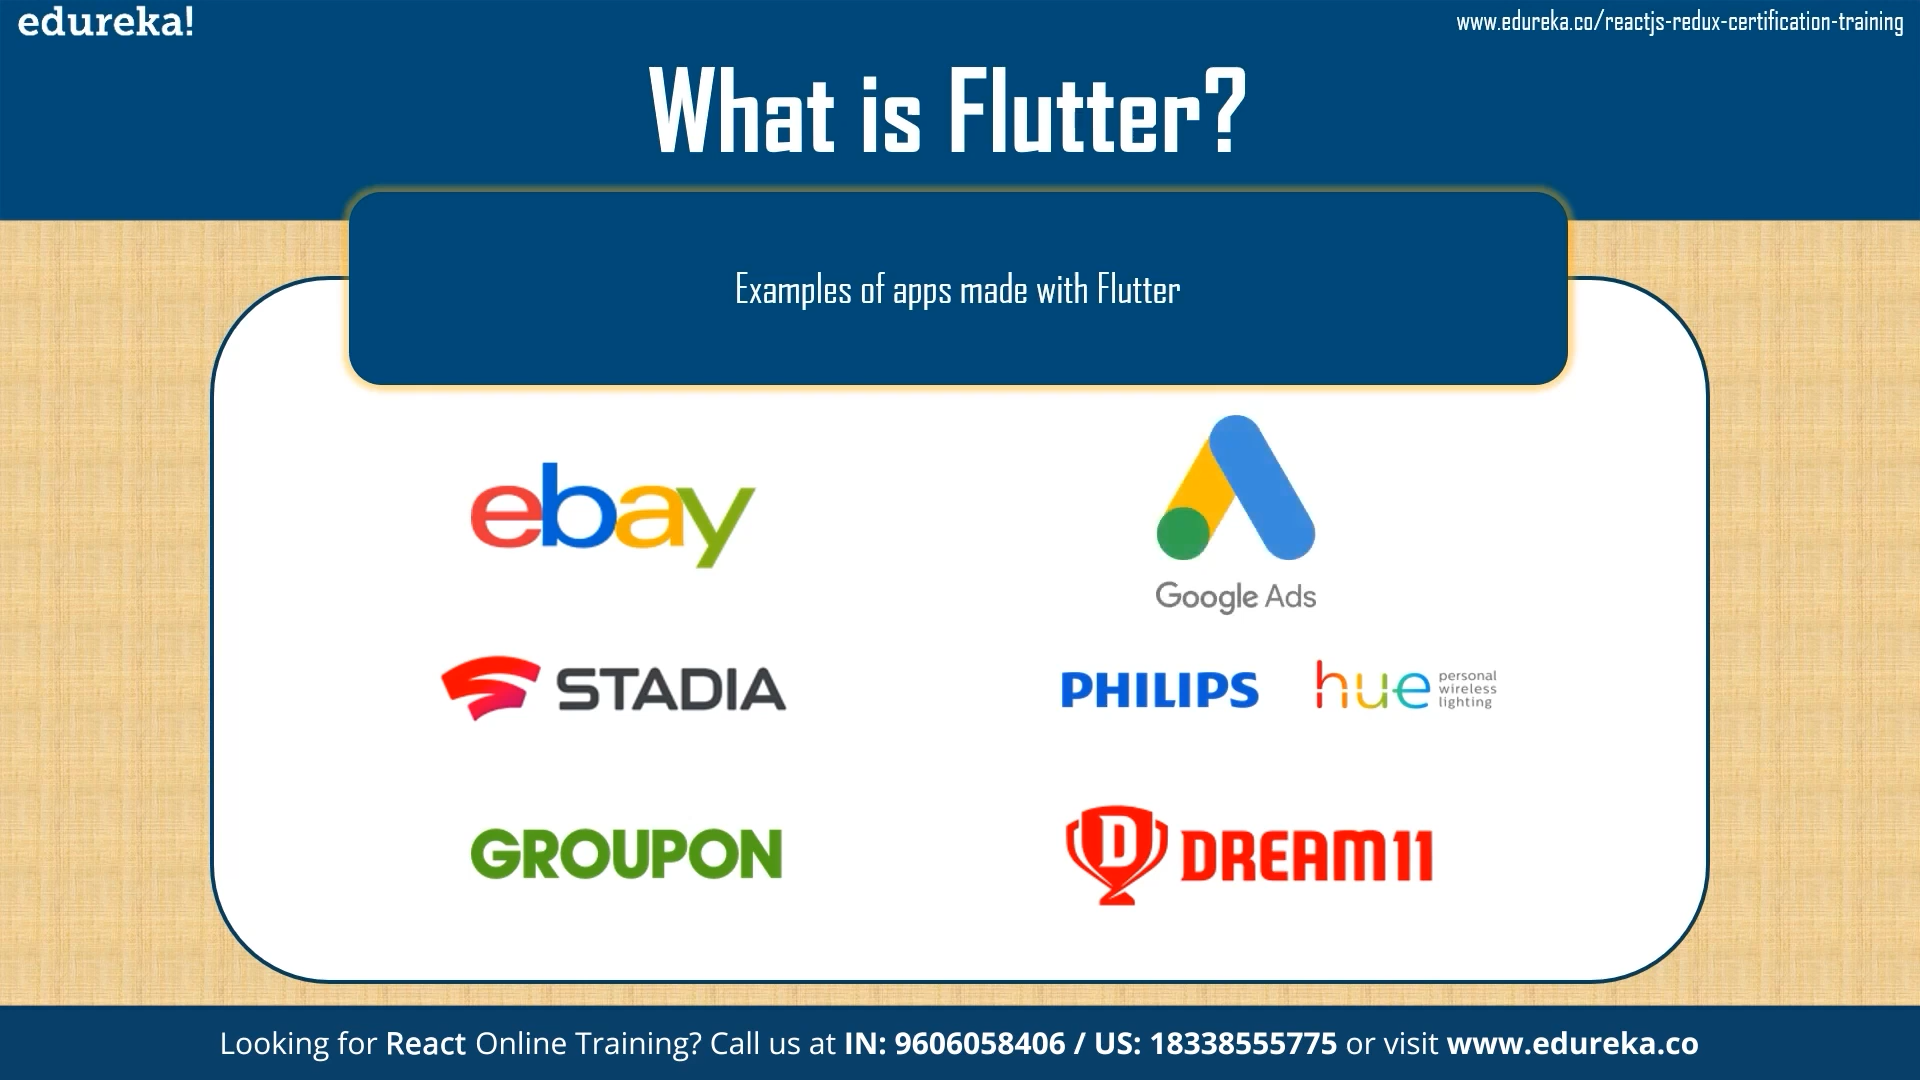 edureka!
www.edureka.co/reactjs-redux-certification-training
What is Flutter?
Examples of apps made with Flutter
ebay
Google Ads
STADIA
PHILIPS
hue
personal
wireless
lighting
GROUPON
D DREAM11
Looking for React Online Training? Call us at IN: 9606058406 / US: 18338555775 or visit www.edureka.co